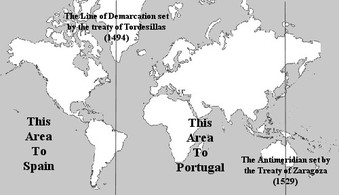 The Line of Demarcation set
by the treaty of Tordesillas
(1494)
This
Area
To
Spain
This
Area
To
Portugal
The Antimeridian set by
the Treaty of Zaragoza
(1529)